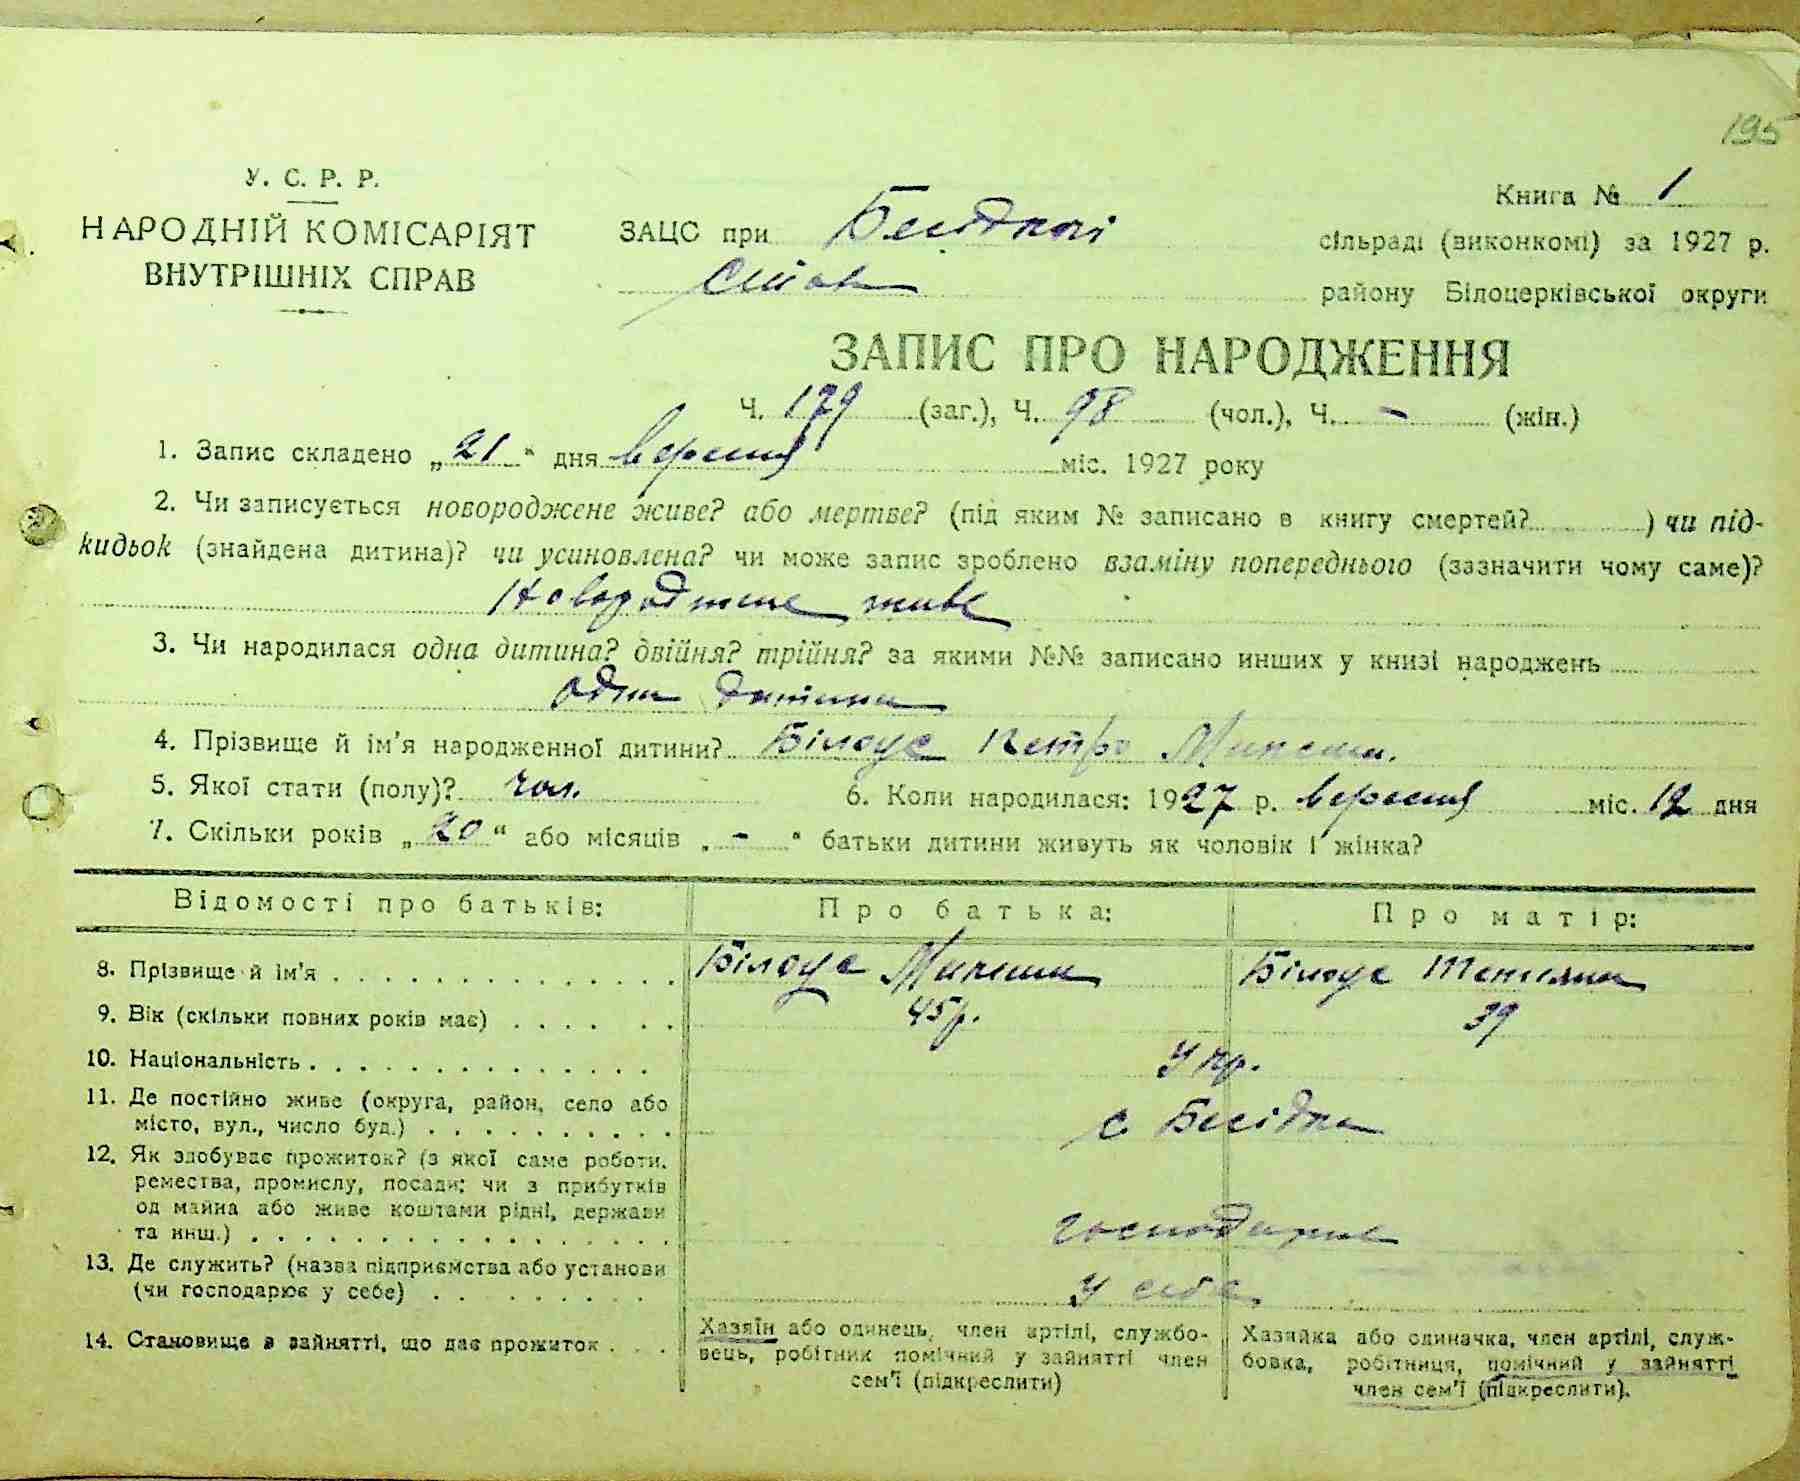 195
У. С. Р. Р.
НАРОДНІЙ КОМІСАРІЯТ
ВНУТРІШНІХ СПРАВ
Книга № 1
ЗАЦС при Бесідкові сільраді (виконкомі) за 1927 р.
району Білоцерківської округи
ЗАПИС ПРО НАРОДЖЕННЯ
Ч. 179 (заг.), Ч. 98 (чол.), Ч. - (жін.)
1. Запис складено „21" дня вересня міс. 1927 року
2. Чи записується новороджене живе? або мертве? (під яким № записано в книгу смертей? ) чи під-
кидьок (знайдена дитина)? чи усиновлена? чи може запис зроблено взаміну попереднього (зазначити чому саме)?
Новороджене живе
3. Чи народилася одна дитина? двійня? трійня? за якими №№ записано инших у книзі народжень
одна дитина
4. Прізвище й ім'я народженної дитини? Білоус Петро Микеши.
5. Якої стати (полу)? чол. 6. Коли народилася: 1927 р. вересня міс. 12 дня
7. Скільки років „20" або місяців „-" батьки дитини живуть як чоловік і жінка?
Відомості про батьків: Про батька: Про матір:
8. Прізвище й ім'я Білоус Микеша Білоус Тетяна
9. Вік (скільки повних років має) 45 р. 39
10. Національність Укр.
11. Де постійно живе (округа, район, село або
місто, вул., число буд.) с. Бесідка
12. Як здобуває прожиток? (з якої саме роботи,
ремества, промислу, посади; чи з прибутків
од майна або живе коштами рідні, держави
та инш.) господарює
13. Де служить? (назва підприємства або установи
(чи господарює у себе) у себе
14. Становище в зайнятті, що дає прожиток
Хазяїн або одинець, член артілі, службо-
вець, робітник помічний у зайнятті член
сем'ї (підкреслити)
Хазяйка або одиначка, член артілі, служ-
бовка, робітниця, помічний у зайнятті
член сем'ї (підкреслити).